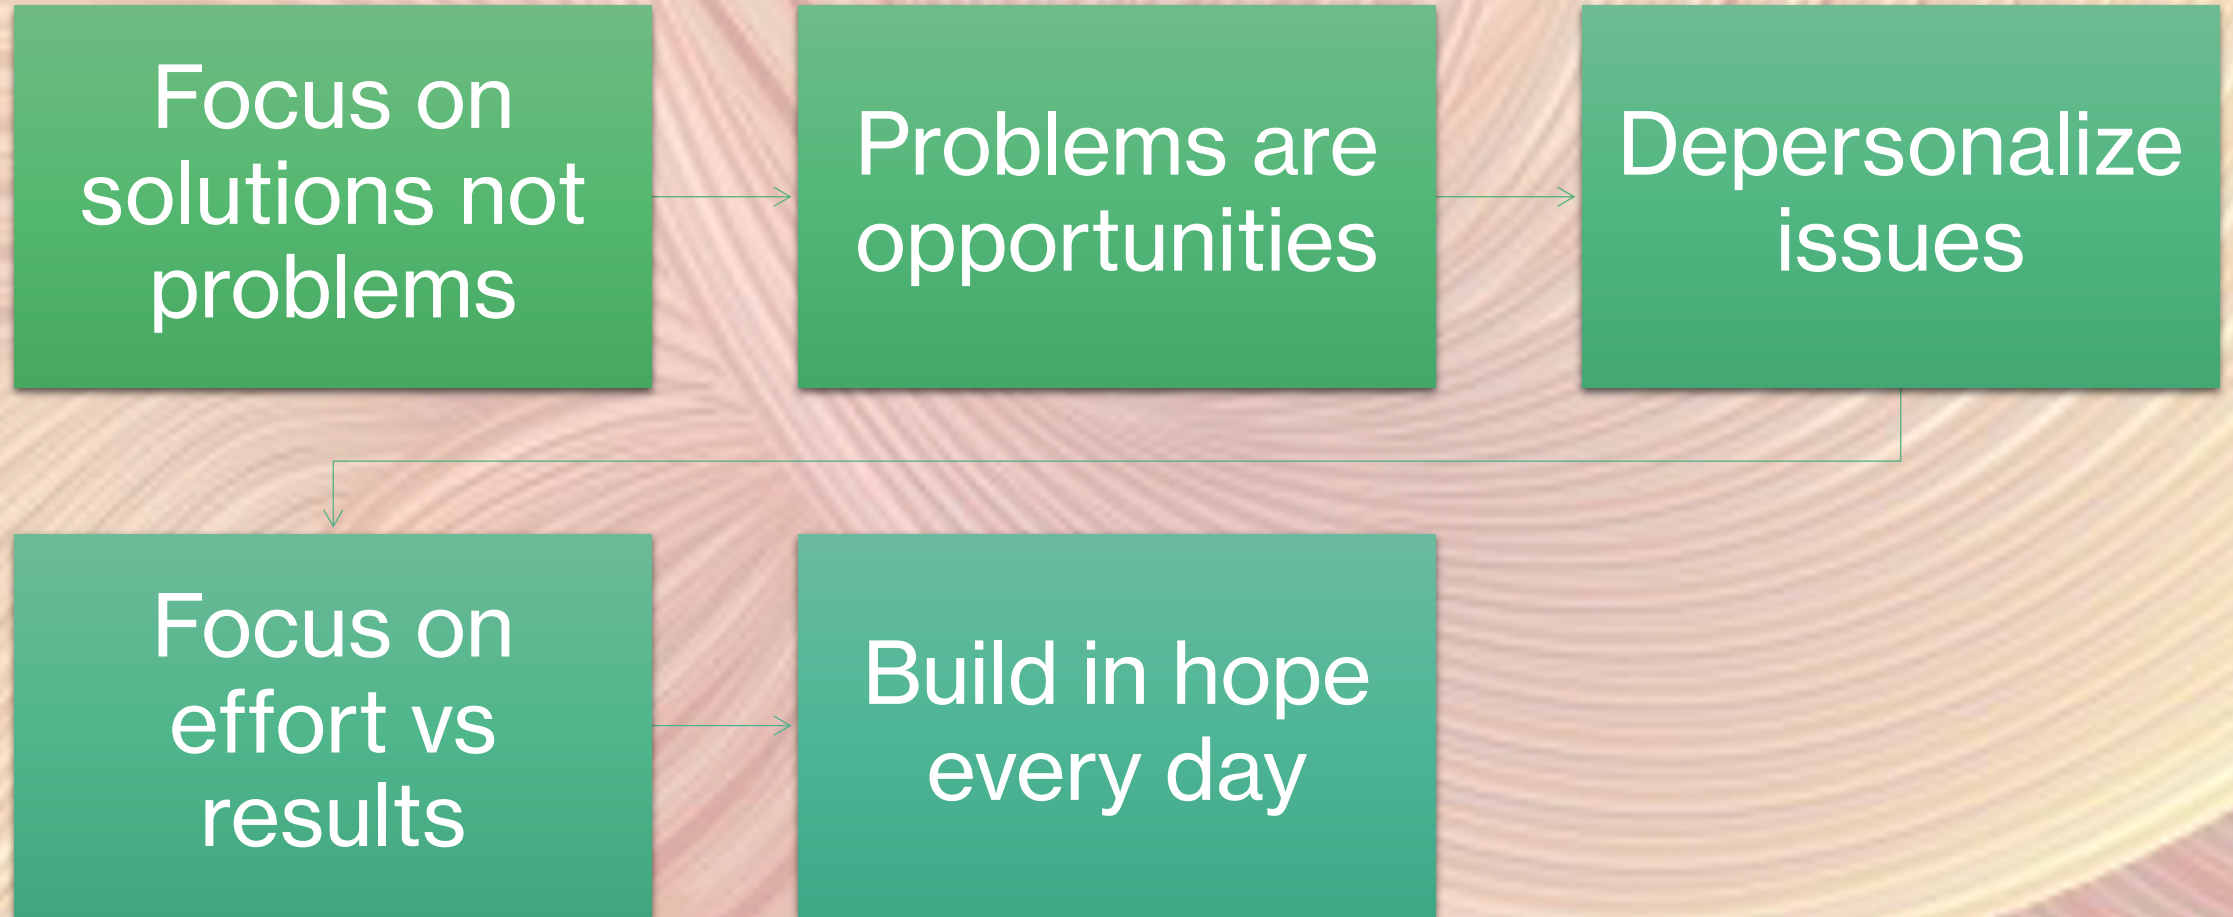 Focus on
solutions not
problems
Problems are
opportunities
Depersonalize
issues
Focus on
effort vs
results
Build in hope
every day